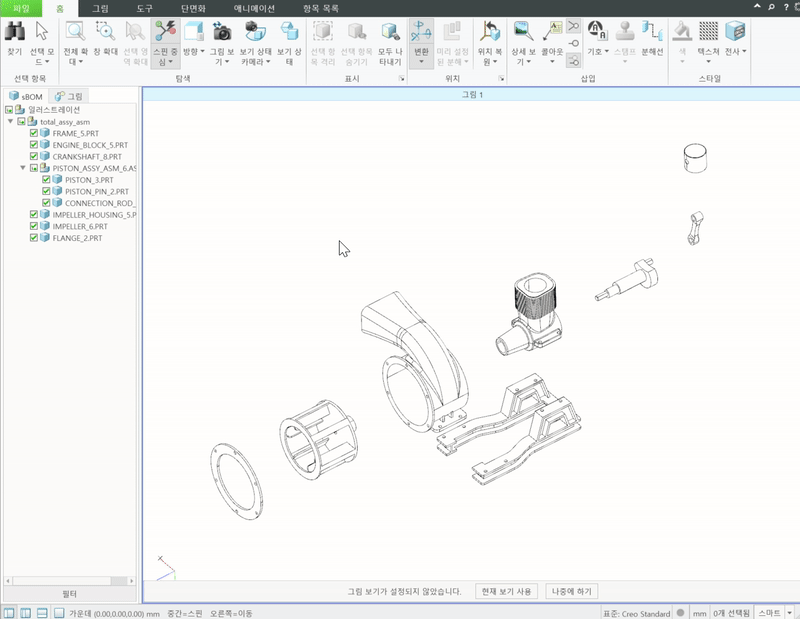 파일 홈 그림 도구 단면화 애니메이션 항목 목록
찾기 선택 모드 전체 확대 창 확대 선택 영역 확대 스핀 중심 방향 그림 보기 보기 상태 카메라 보기 상태 선택 항목 격리 선택 항목 숨기기 모두 나타내기 변환 미리 설정된 분해 위치 복원 상세 보기 콜아웃 기호 스탬프 분해선 색 텍스쳐 전사
선택 항목 탐색 표시 위치 삽입 스타일
sBOM 그림
그림 1
일러스트레이션
total_assy_asm
FRAME_5.PRT
ENGINE_BLOCK_5.PRT
CRANKSHAFT_8.PRT
PISTON_ASSY_ASM_6.AS
PISTON_3.PRT
PISTON_PIN_2.PRT
CONNECTION_ROD_
IMPELLER_HOUSING_5.P
IMPELLER_6.PRT
FLANGE_2.PRT
필터
그림 보기가 설정되지 않았습니다. 현재 보기 사용 나중에 하기
가운데 (0.00,0.00,0.00) mm 중간=스핀 오른쪽=이동
표준: Creo Standard mm 0개 선택됨 스마트